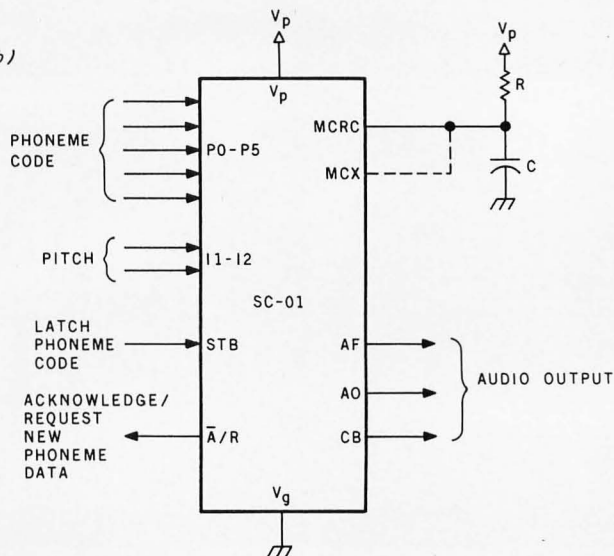 b)
Vp
Vp
Vp
R
C
PHONEME
CODE
P0-P5
MCRC
MCX
PITCH
I1-I2
SC-01
LATCH
PHONEME
CODE
STB
AF
AO
CB
AUDIO OUTPUT
ACKNOWLEDGE/
REQUEST
NEW
PHONEME
DATA
A̅/R
Vg